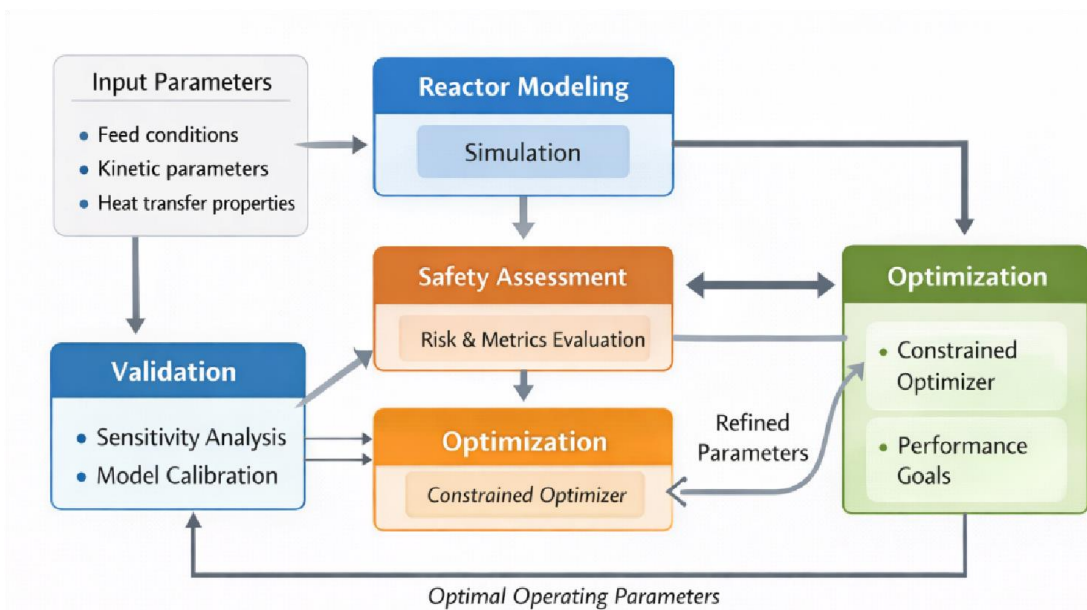 Input Parameters
• Feed conditions
• Kinetic parameters
• Heat transfer properties
Reactor Modeling
Simulation
Safety Assessment
Risk & Metrics Evaluation
Optimization
• Constrained
Optimizer
• Performance
Goals
Validation
• Sensitivity Analysis
• Model Calibration
Optimization
Constrained Optimizer
Refined
Parameters
Optimal Operating Parameters